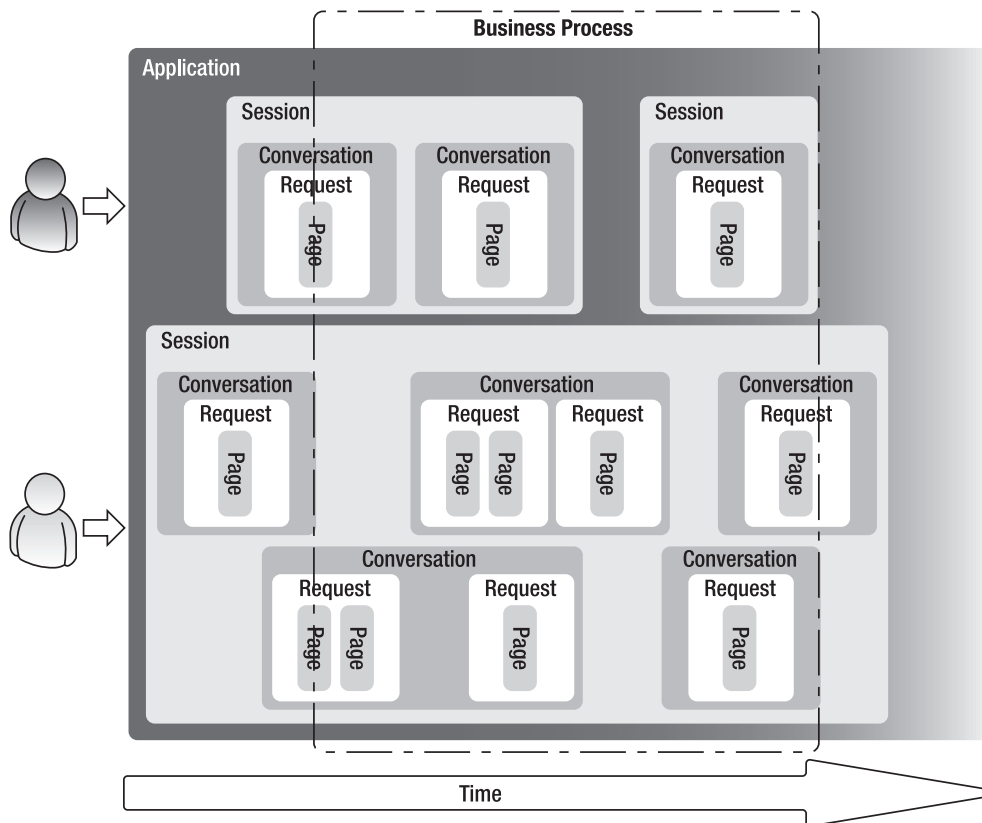 Business Process
Application
Session
Session
Conversation
Conversation
Conversation
Request
Request
Request
Page
Page
Page
Session
Conversation
Conversation
Conversation
Request
Request
Request
Request
Page
Page
Page
Page
Page
Conversation
Conversation
Request
Request
Request
Page
Page
Page
Page
Time